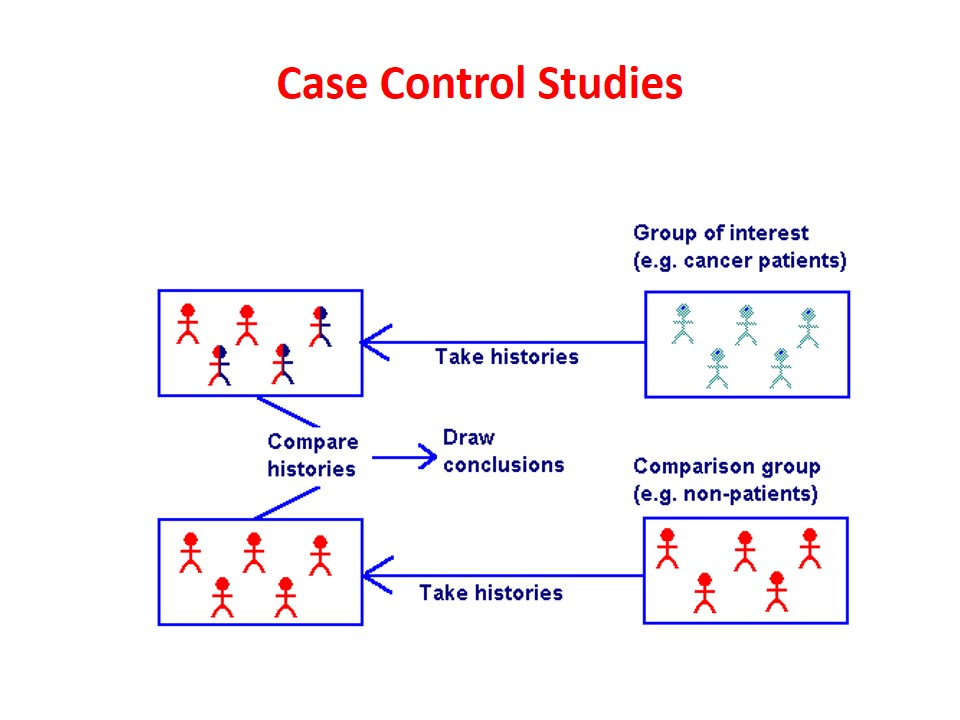 Case Control Studies
Group of interest
(e.g. cancer patients)
Take histories
Compare
histories
Draw
conclusions
Comparison group
(e.g. non-patients)
Take histories